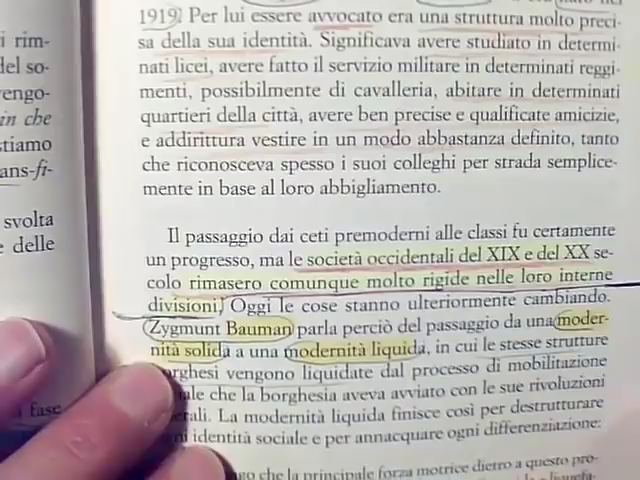 i rim-
del so-
engo-
in che
stiamo
ans-fi-
svolta
e delle
a fase
1919. Per lui essere avvocato era una struttura molto preci-
sa della sua identità. Significava avere studiato in determi-
nati licei, avere fatto il servizio militare in determinati reggi-
menti, possibilmente di cavalleria, abitare in determinati
quartieri della città, avere ben precise e qualificate amicizie,
e addirittura vestire in un modo abbastanza definito, tanto
che riconosceva spesso i suoi colleghi per strada semplice-
mente in base al loro abbigliamento.
Il passaggio dai ceti premoderni alle classi fu certamente
un progresso, ma le società occidentali del XIX e del XX se-
colo rimasero comunque molto rigide nelle loro interne
divisioni. Oggi le cose stanno ulteriormente cambiando.
Zygmunt Bauman parla perciò del passaggio da una moder-
nità solida a una modernità liquida, in cui le stesse strutture
orghesi vengono liquidate dal processo di mobilitazione
ale che la borghesia aveva avviato con le sue rivoluzioni
erali. La modernità liquida finisce così per destrutturare
ni identità sociale e per annacquare ogni differenziazione:
ngo che la principale forza motrice dietro a questo pro-